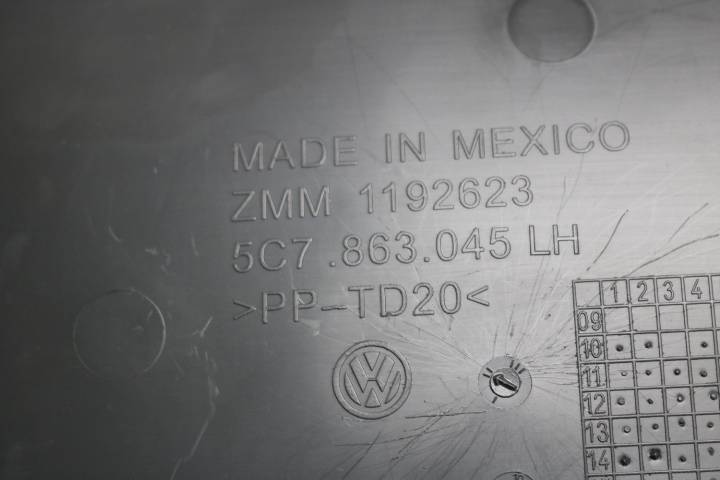 MADE IN MEXICO
ZMM 1192623
5C7.863.045 LH
>PP-TD20<
VW
1 2 3 4
09
10
11
12
13
14